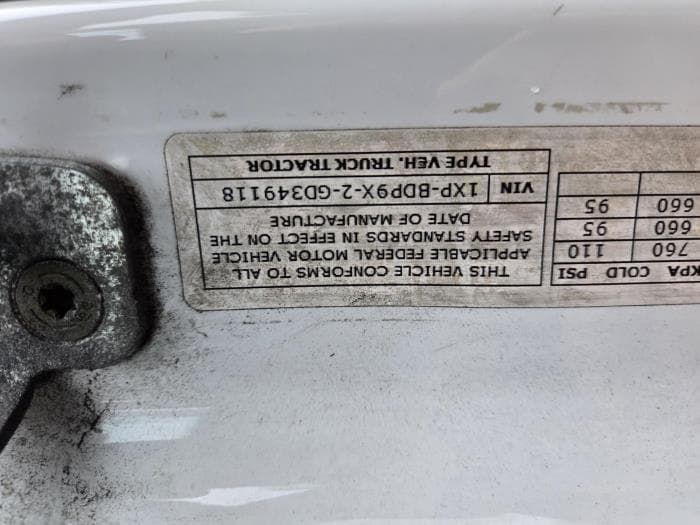 KPA COLD PSI
760 110
660 95
660 95
THIS VEHICLE CONFORMS TO ALL
APPLICABLE FEDERAL MOTOR VEHICLE
SAFETY STANDARDS IN EFFECT ON THE
DATE OF MANUFACTURE
VIN 1XP-BDP9X-2-GD349118
TYPE VEH. TRUCK TRACTOR